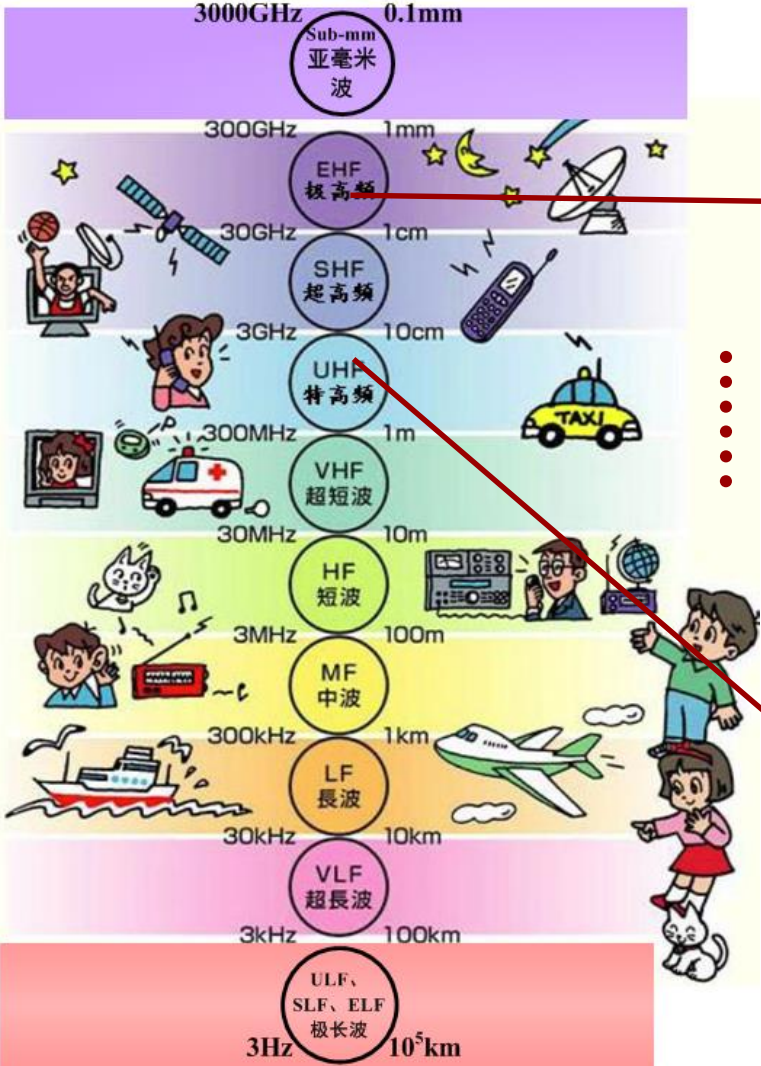 3000GHz 0.1mm
Sub-mm
亚毫米
波
300GHz 1mm
EHF
极高頻
30GHz 1cm
SHF
超高頻
3GHz 10cm
UHF
特高頻
TAXI
300MHz 1m
VHF
超短波
30MHz 10m
HF
短波
3MHz 100m
MF
中波
300kHz 1km
LF
長波
30kHz 10km
VLF
超長波
3kHz 100km
ULF、
SLF、ELF
极长波
3Hz 10⁵km